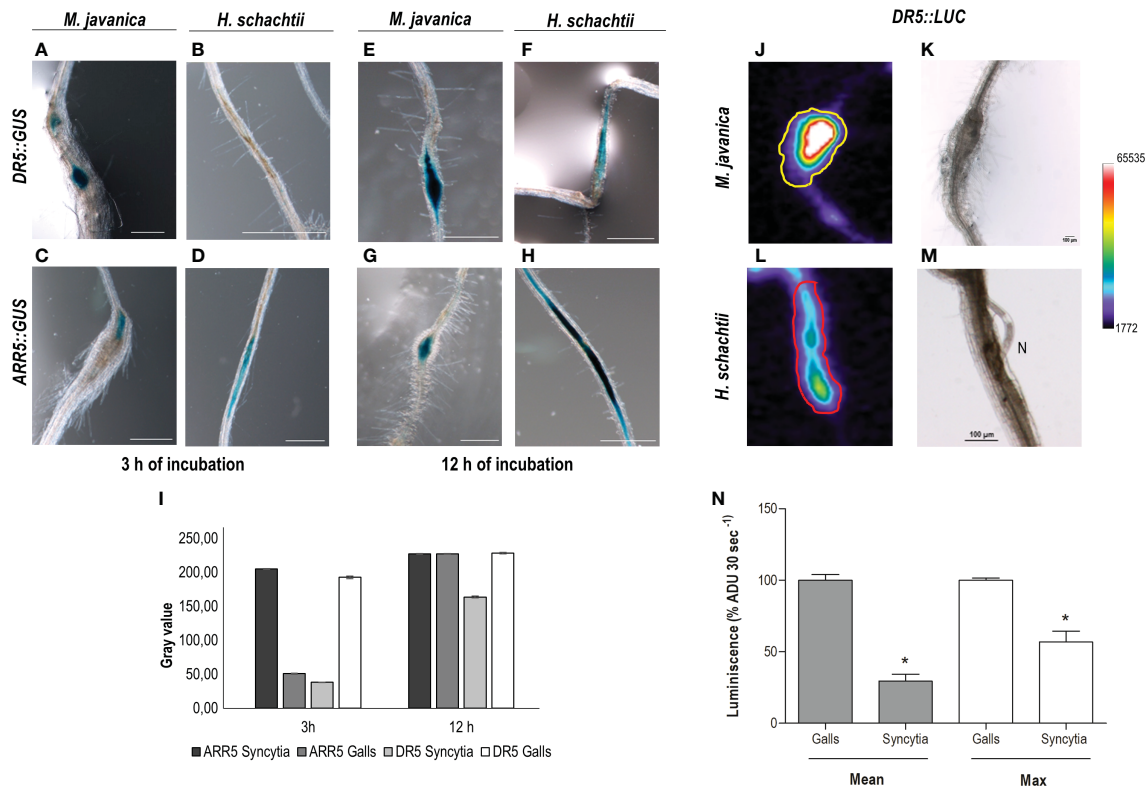 M. javanica
H. schachtii
M. javanica
H. schachtii
DR5::LUC
A
B
E
F
J
K
DR5::GUS
M. javanica
65535
100 µm
C
D
G
H
L
M
ARR5::GUS
H. schachtii
1772
N
100 µm
3 h of incubation
12 h of incubation
I
N
Gray value
250,00
200,00
150,00
100,00
50,00
0,00
3h
12 h
ARR5 Syncytia
ARR5 Galls
DR5 Syncytia
DR5 Galls
Luminiscence (% ADU 30 sec -1)
150
100
50
0
*
*
Galls
Syncytia
Galls
Syncytia
Mean
Max